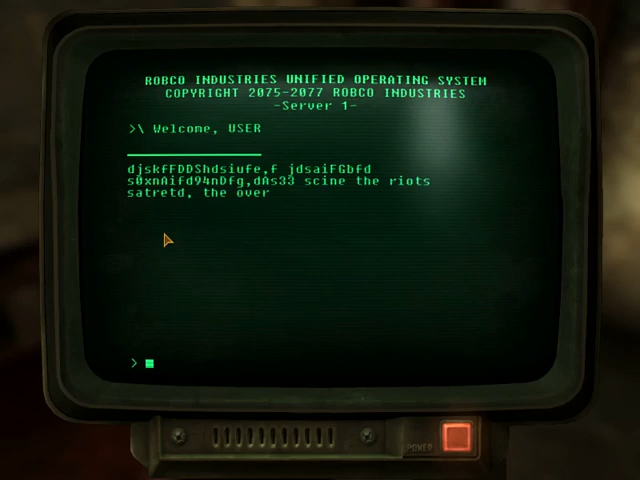 ROBCO INDUSTRIES UNIFIED OPERATING SYSTEM
COPYRIGHT 2075-2077 ROBCO INDUSTRIES
-Server 1-
>\ Welcome, USER
djskfFDDShdsiufe,f jdsaiFGbfd
s0xnAifd94nDfg,dAs33 scine the riots
satretd, the over
>
POWER